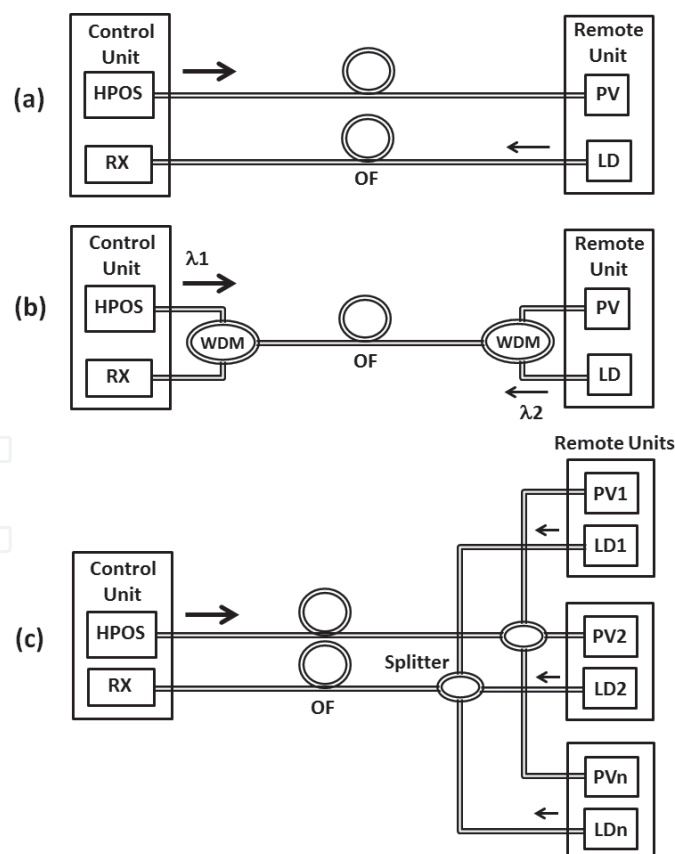 (a)
Control
Unit
HPOS
RX
OF
Remote
Unit
PV
LD
(b)
Control
Unit
HPOS
RX
λ1
WDM
OF
WDM
λ2
Remote
Unit
PV
LD
(c)
Control
Unit
HPOS
RX
OF
Splitter
Remote Units
PV1
LD1
PV2
LD2
PVn
LDn